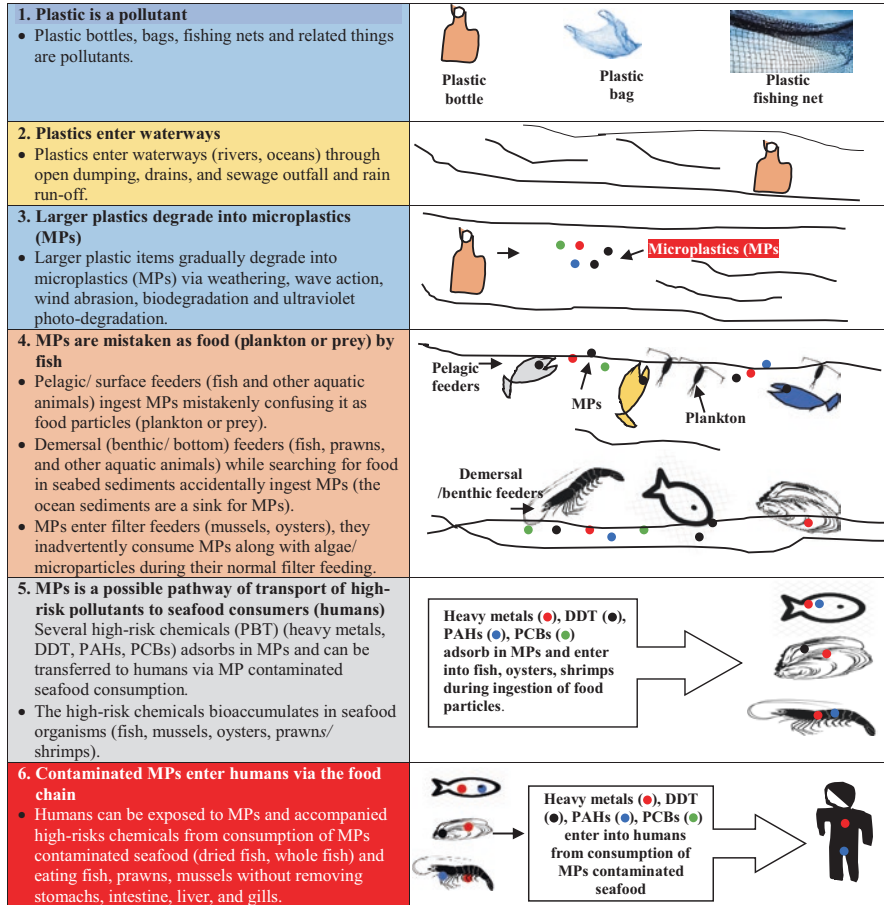 1. Plastic is a pollutant
• Plastic bottles, bags, fishing nets and related things
are pollutants.
Plastic
bottle
Plastic
bag
Plastic
fishing net
2. Plastics enter waterways
• Plastics enter waterways (rivers, oceans) through
open dumping, drains, and sewage outfall and rain
run-off.
3. Larger plastics degrade into microplastics
(MPs)
• Larger plastic items gradually degrade into
microplastics (MPs) via weathering, wave action,
wind abrasion, biodegradation and ultraviolet
photo-degradation.
Microplastics (MPs
4. MPs are mistaken as food (plankton or prey) by
fish
• Pelagic/ surface feeders (fish and other aquatic
animals) ingest MPs mistakenly confusing it as
food particles (plankton or prey).
• Demersal (benthic/ bottom) feeders (fish, prawns,
and other aquatic animals) while searching for food
in seabed sediments accidentally ingest MPs (the
ocean sediments are a sink for MPs).
• MPs enter filter feeders (mussels, oysters), they
inadvertently consume MPs along with algae/
microparticles during their normal filter feeding.
Pelagic
feeders
MPs
Plankton
Demersal
/benthic feeders
5. MPs is a possible pathway of transport of high-
risk pollutants to seafood consumers (humans)
Several high-risk chemicals (PBT) (heavy metals,
DDT, PAHs, PCBs) adsorbs in MPs and can be
transferred to humans via MP contaminated
seafood consumption.
• The high-risk chemicals bioaccumulates in seafood
organisms (fish, mussels, oysters, prawns/
shrimps).
Heavy metals (●), DDT (●),
PAHs (●), PCBs (●)
adsorb in MPs and enter
into fish, oysters, shrimps
during ingestion of food
particles.
6. Contaminated MPs enter humans via the food
chain
• Humans can be exposed to MPs and accompanied
high-risks chemicals from consumption of MPs
contaminated seafood (dried fish, whole fish) and
eating fish, prawns, mussels without removing
stomachs, intestine, liver, and gills.
Heavy metals (●), DDT
(●), PAHs (●), PCBs (●)
enter into humans
from consumption of
MPs contaminated
seafood